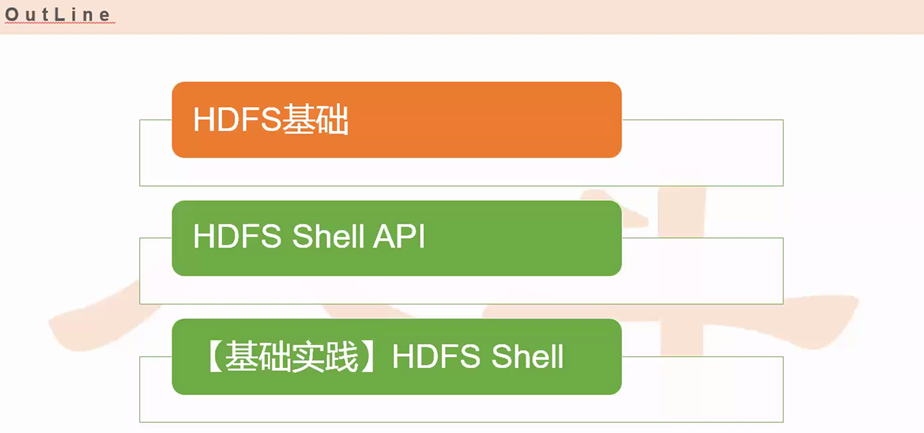 OutLine
HDFS基础
HDFS Shell API
【基础实践】HDFS Shell